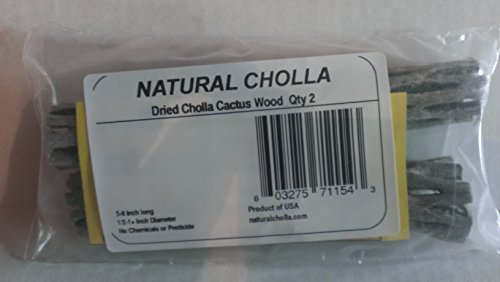 NATURAL CHOLLA
Dried Cholla Cactus Wood Qty 2
6 03275 71154 3
5-6 Inch long
1/2-1+ Inch Diameter
No Chemicals or Pesticide
Product of USA
naturalcholla.com